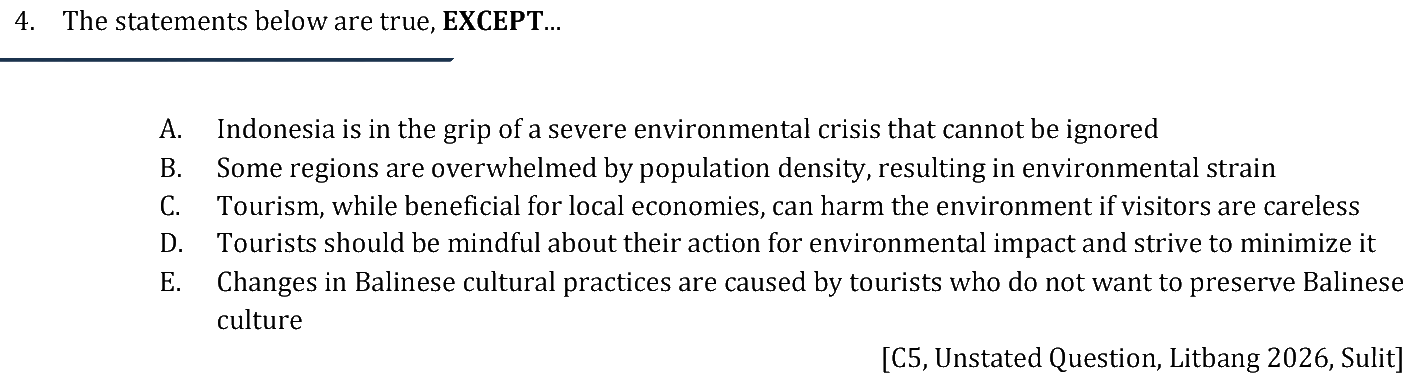 4. The statements below are true, EXCEPT...
A. Indonesia is in the grip of a severe environmental crisis that cannot be ignored
B. Some regions are overwhelmed by population density, resulting in environmental strain
C. Tourism, while beneficial for local economies, can harm the environment if visitors are careless
D. Tourists should be mindful about their action for environmental impact and strive to minimize it
E. Changes in Balinese cultural practices are caused by tourists who do not want to preserve Balinese
culture
[C5, Unstated Question, Litbang 2026, Sulit]